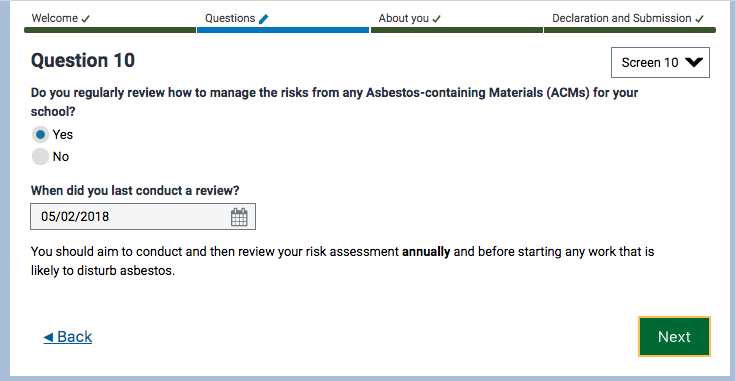 Welcome ✓ Questions About you ✓ Declaration and Submission ✓
Question 10
Screen 10
Do you regularly review how to manage the risks from any Asbestos-containing Materials (ACMs) for your
school?
Yes
No
When did you last conduct a review?
05/02/2018
You should aim to conduct and then review your risk assessment annually and before starting any work that is
likely to disturb asbestos.
◄ Back
Next